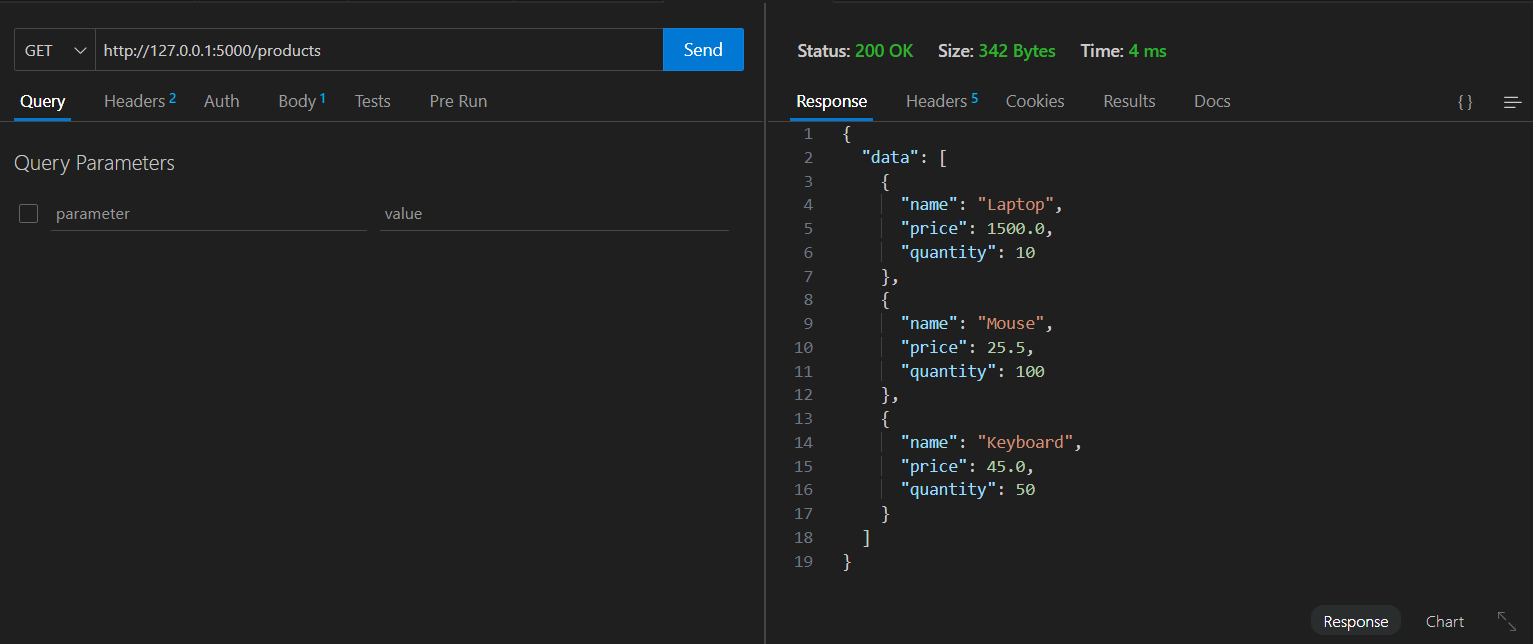 GET http://127.0.0.1:5000/products Send
Query Headers 2 Auth Body 1 Tests Pre Run
Query Parameters
parameter value
Status: 200 OK Size: 342 Bytes Time: 4 ms
Response Headers 5 Cookies Results Docs { }
1 {
2 "data": [
3 {
4 "name": "Laptop",
5 "price": 1500.0,
6 "quantity": 10
7 },
8 {
9 "name": "Mouse",
10 "price": 25.5,
11 "quantity": 100
12 },
13 {
14 "name": "Keyboard",
15 "price": 45.0,
16 "quantity": 50
17 }
18 ]
19 }
Response Chart